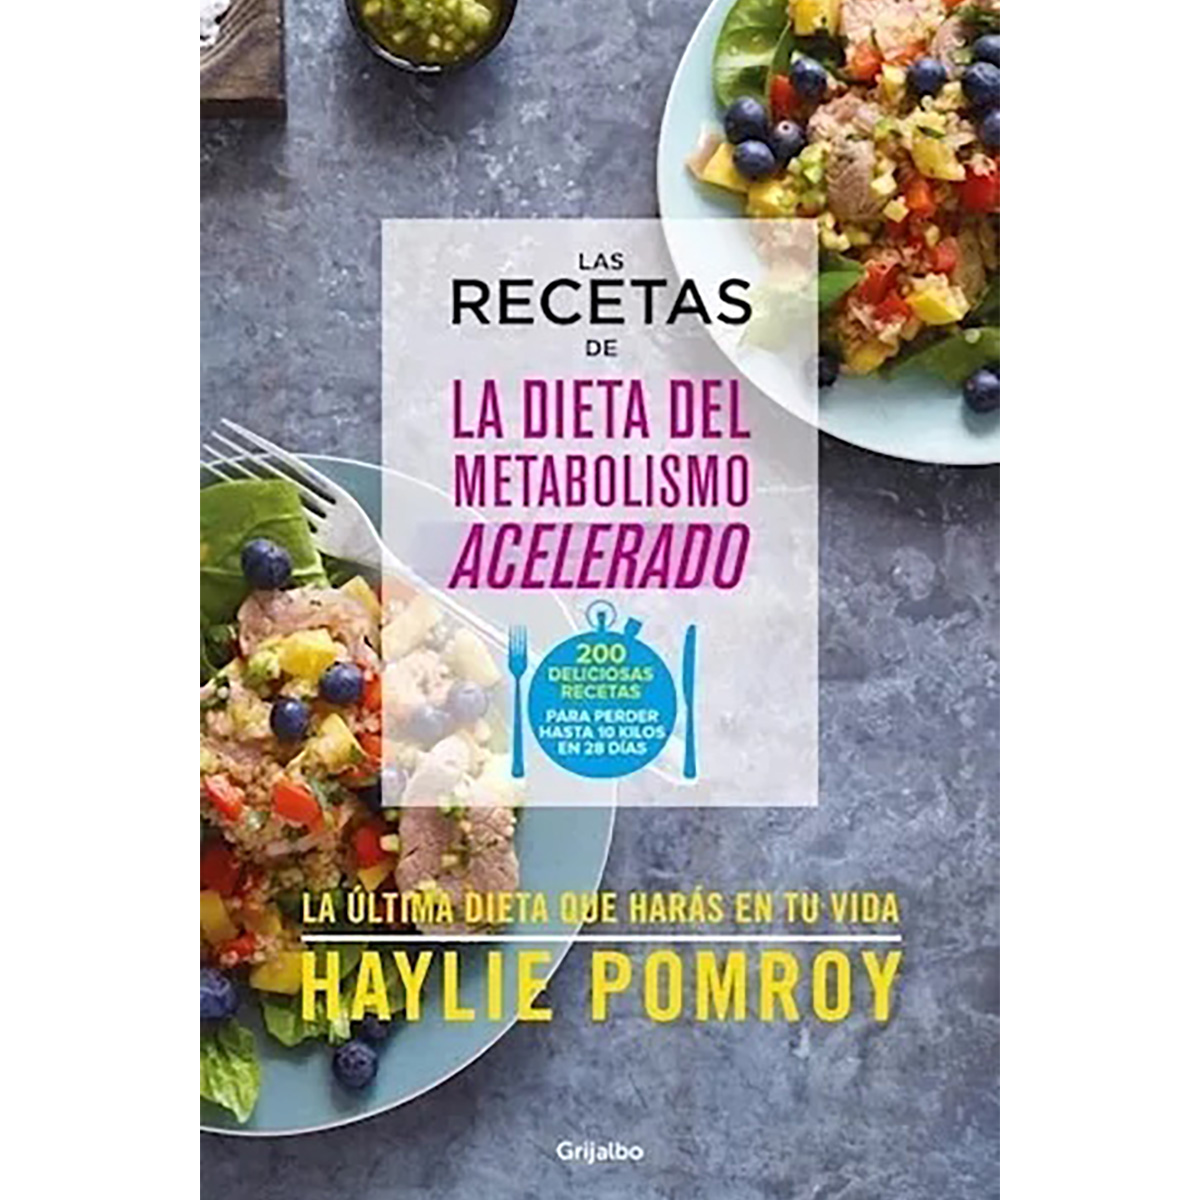 LAS
RECETAS
DE
LA DIETA DEL
METABOLISMO
ACELERADO
200
DELICIOSAS
RECETAS
PARA PERDER
HASTA 10 KILOS
EN 28 DÍAS
LA ÚLTIMA DIETA QUE HARÁS EN TU VIDA
HAYLIE POMROY
Grijalbo